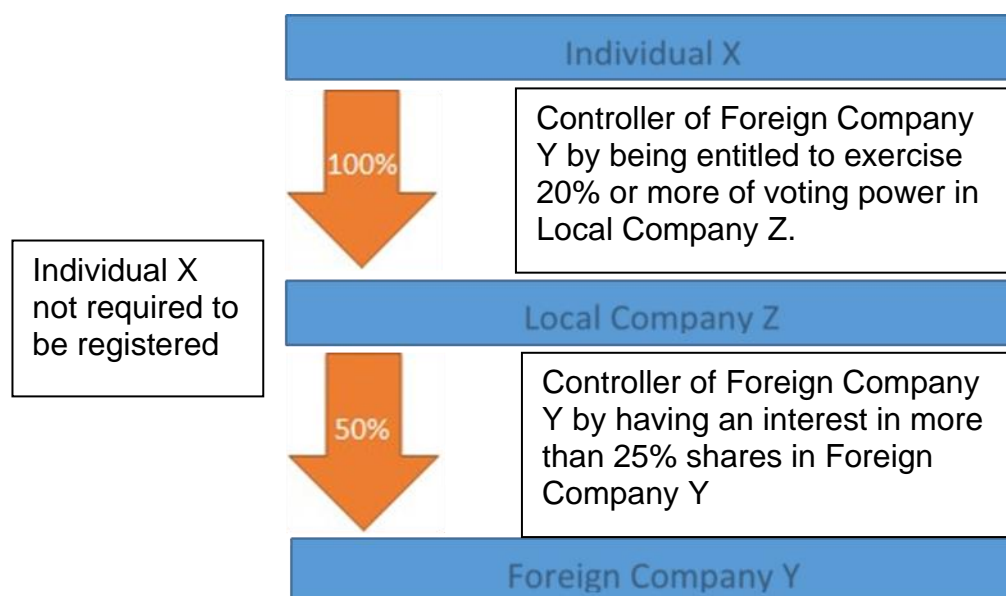 Individual X
100%
Controller of Foreign Company
Y by being entitled to exercise
20% or more of voting power in
Local Company Z.
Individual X
not required to
be registered
Local Company Z
50%
Controller of Foreign Company
Y by having an interest in more
than 25% shares in Foreign
Company Y
Foreign Company Y